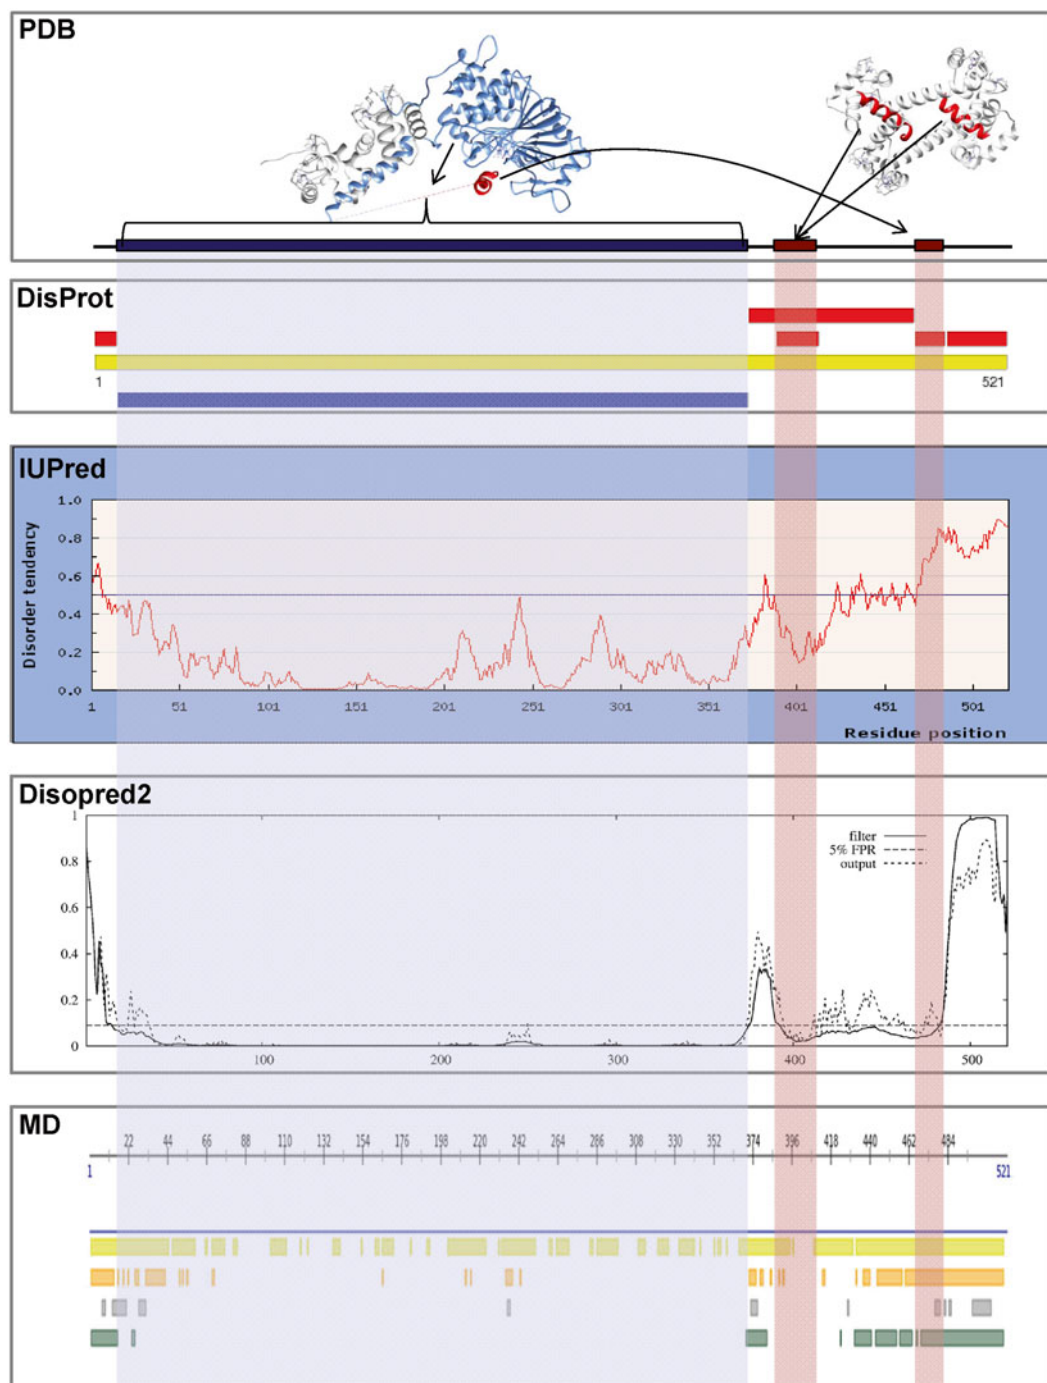 PDB
DisProt
1 521
IUPred
Disorder tendency
1.0
0.8
0.6
0.4
0.2
0.0
1 51 101 151 201 251 301 351 401 451 501
Residue position
Disopred2
1
0.8
0.6
0.4
0.2
0
filter
5% FPR
output
100 200 300 400 500
MD
22 44 66 88 110 132 154 176 198 220 242 264 286 308 330 352 374 396 418 440 462 484
1 521